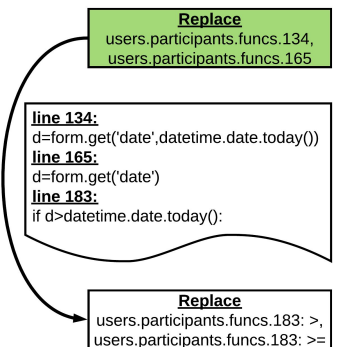 Replace
users.participants.funcs.134,
users.participants.funcs.165
line 134:
d=form.get('date',datetime.date.today())
line 165:
d=form.get('date')
line 183:
if d>datetime.date.today():
Replace
users.participants.funcs.183: >,
users.participants.funcs.183: >=